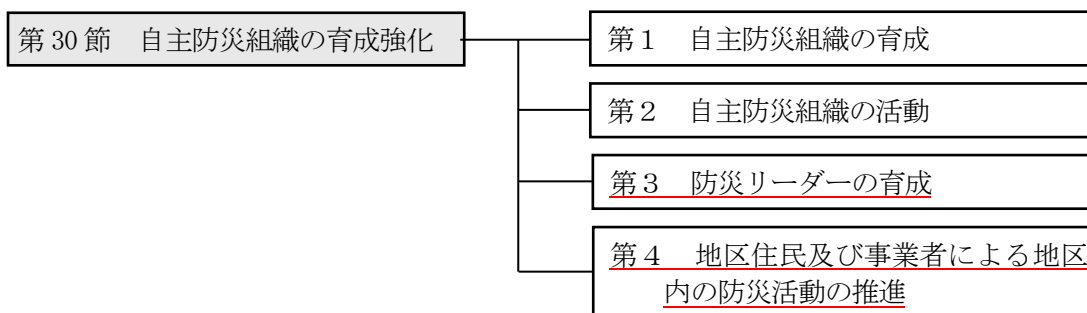 第30節　自主防災組織の育成強化
第１　自主防災組織の育成
第２　自主防災組織の活動
第３　防災リーダーの育成
第４　地区住民及び事業者による地区
内の防災活動の推進